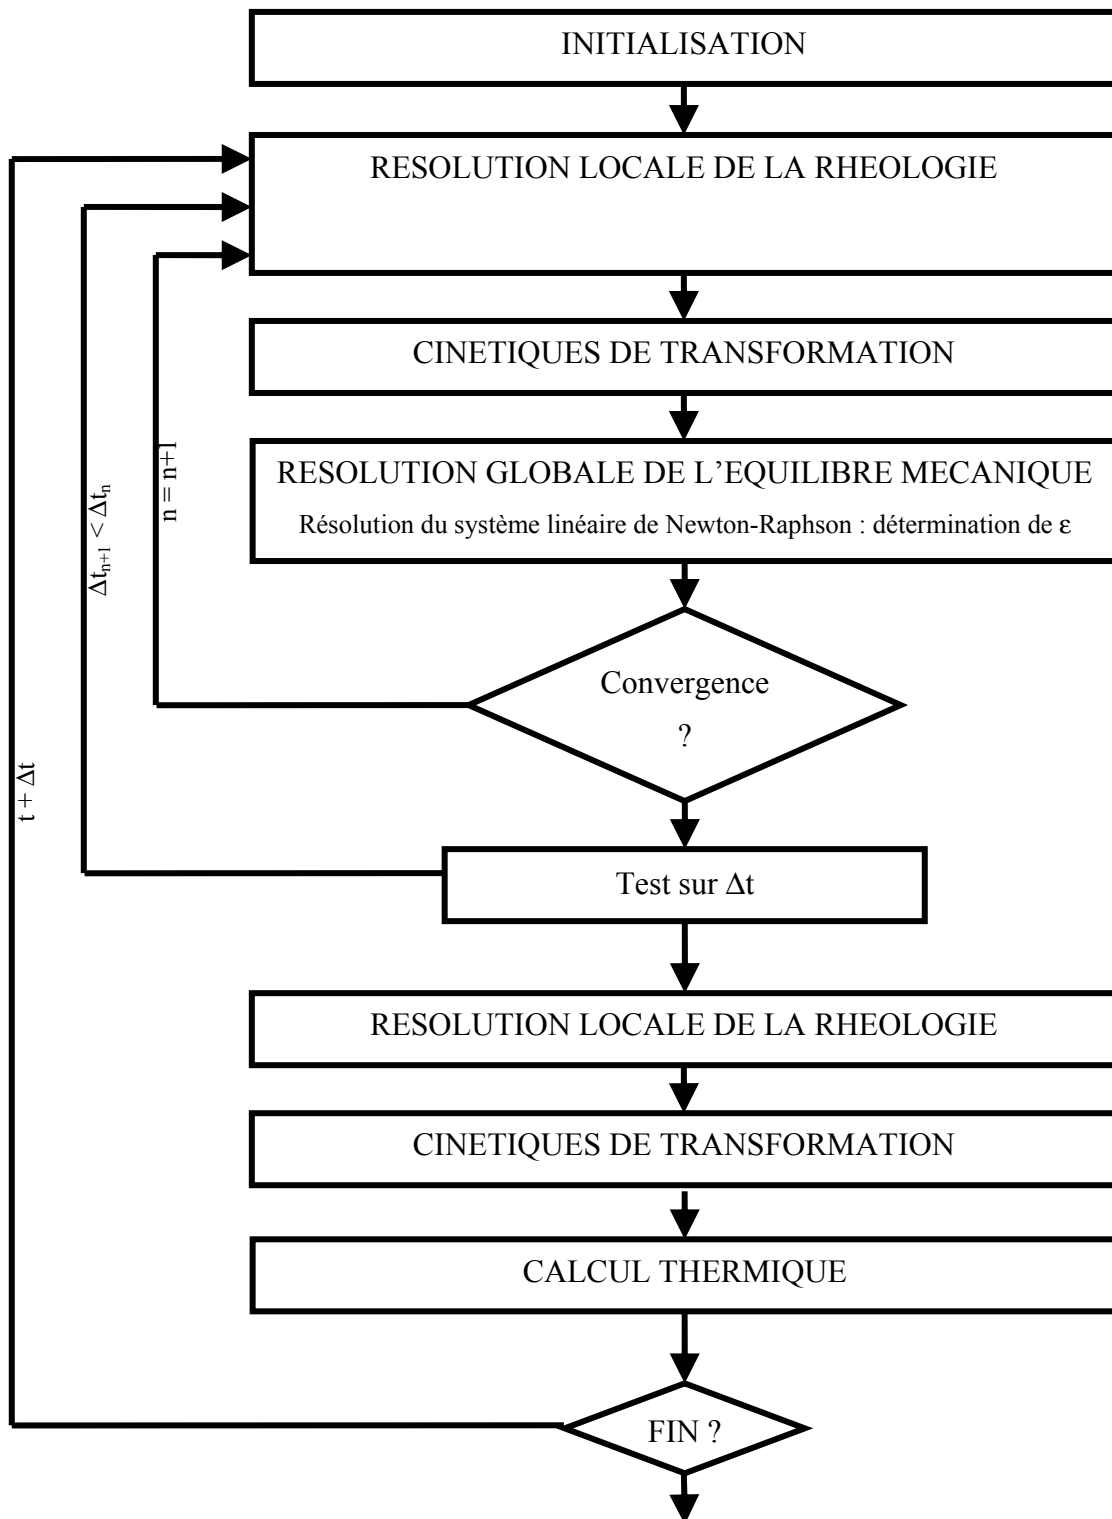 INITIALISATION
RESOLUTION LOCALE DE LA RHEOLOGIE
CINETIQUES DE TRANSFORMATION
RESOLUTION GLOBALE DE L’EQUILIBRE MECANIQUE
Résolution du système linéaire de Newton-Raphson : détermination de ε
n = n+1
Δtₙ₊₁ < Δtₙ
Convergence
?
t + Δt
Test sur Δt
RESOLUTION LOCALE DE LA RHEOLOGIE
CINETIQUES DE TRANSFORMATION
CALCUL THERMIQUE
FIN ?